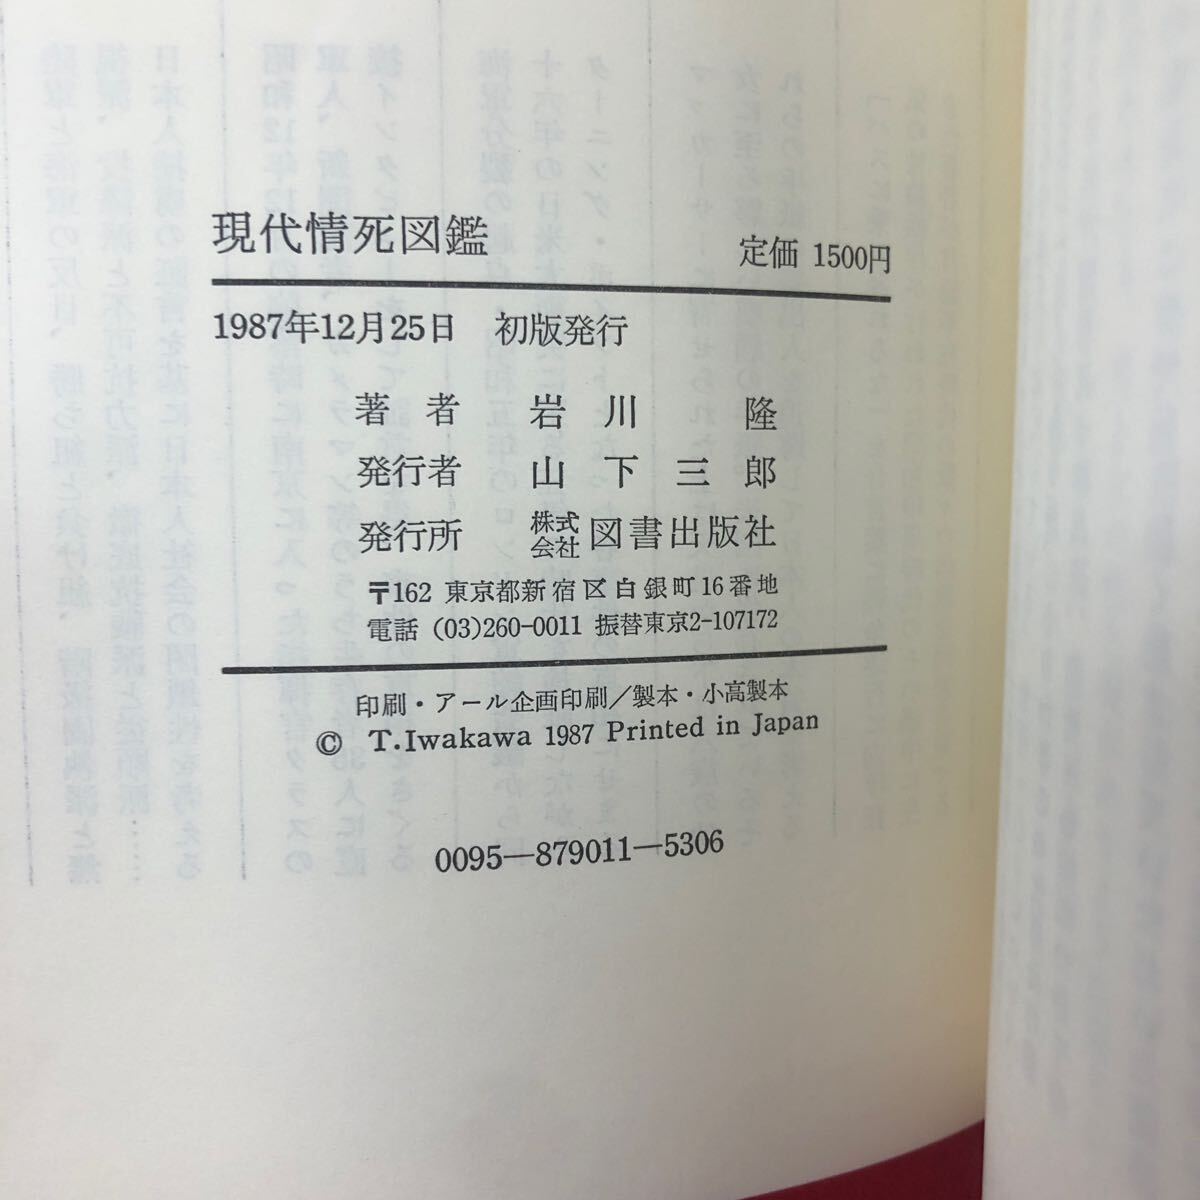 現代情死図鑑
定価 1500円
1987年12月25日 初版発行
著者 岩川 隆
発行者 山下三郎
発行所 株式会社 図書出版社
〒162 東京都新宿区白銀町16番地
電話 (03)260-0011 振替東京2-107172
印刷・アール企画印刷／製本・小高製本
© T.Iwakawa 1987 Printed in Japan
0095—879011—5306